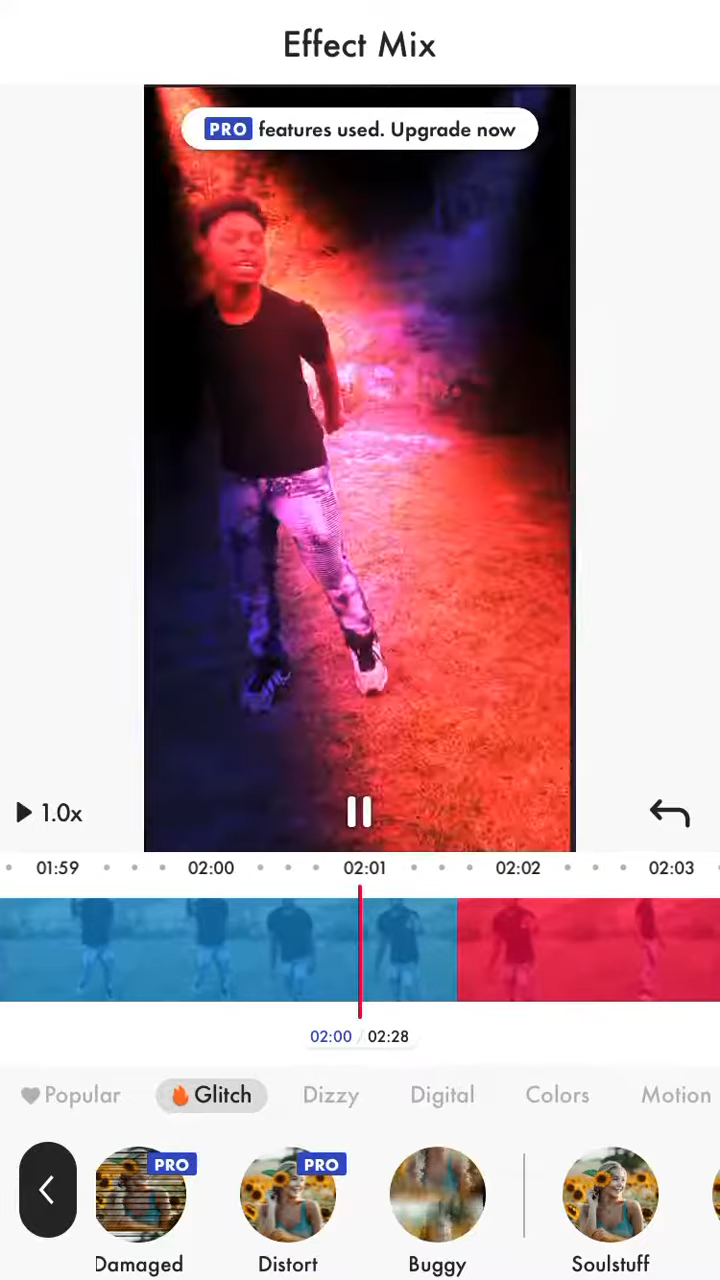 Effect Mix
PRO features used. Upgrade now
1.0x
01:59 02:00 02:01 02:02 02:03
02:00 / 02:28
Popular Glitch Dizzy Digital Colors Motion
PRO PRO
Damaged Distort Buggy Soulstuff